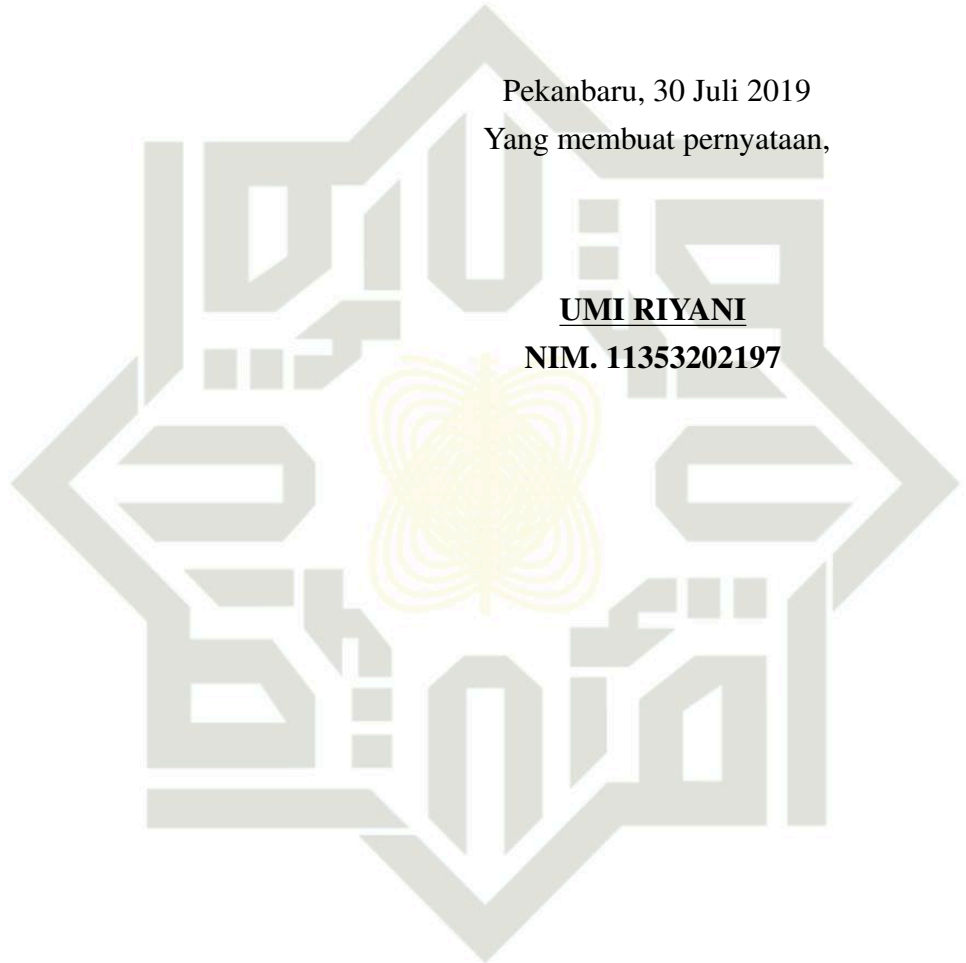 Pekanbaru, 30 Juli 2019
Yang membuat pernyataan,
UMI RIYANI
NIM. 11353202197